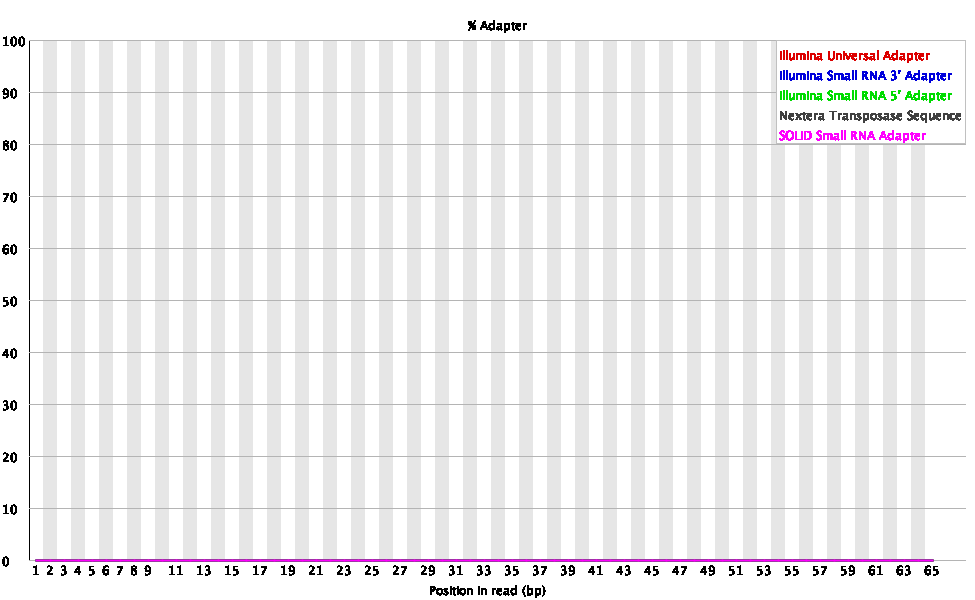 % Adapter
100
90
80
70
60
50
40
30
20
10
0
Illumina Universal Adapter
Illumina Small RNA 3' Adapter
Illumina Small RNA 5' Adapter
Nextera Transposase Sequence
SOLID Small RNA Adapter
1 2 3 4 5 6 7 8 9 11 13 15 17 19 21 23 25 27 29 31 33 35 37 39 41 43 45 47 49 51 53 55 57 59 61 63 65
Position in read (bp)